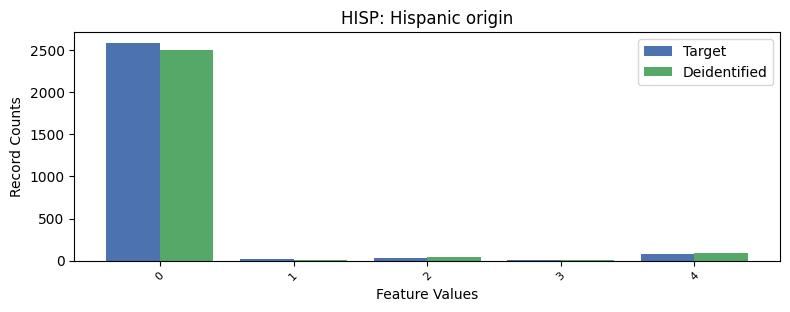 HISP: Hispanic origin
Target
Deidentified
Record Counts
2500
2000
1500
1000
500
0
0 1 2 3 4
Feature Values